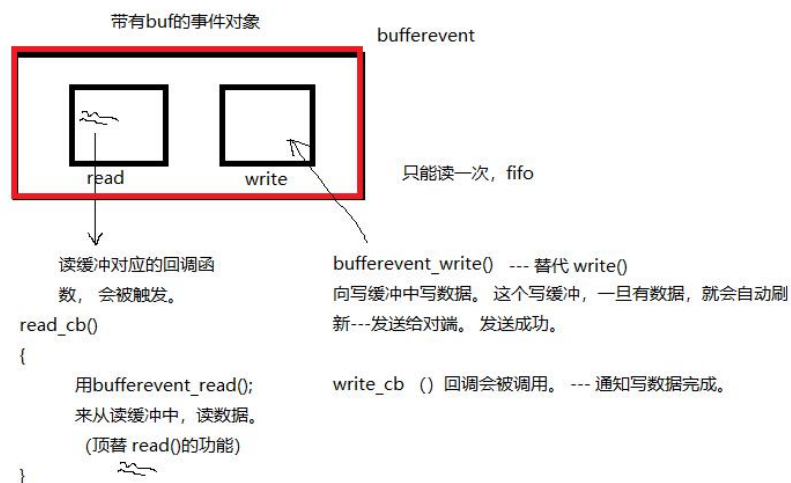 带有buf的事件对象
bufferevent
read
write
只能读一次，fifo
读缓冲对应的回调函
数， 会被触发。
read_cb()
{
用bufferevent_read();
来从读缓冲中，读数据。
(顶替 read()的功能)
}
bufferevent_write() --- 替代 write()
向写缓冲中写数据。 这个写缓冲，一旦有数据，就会自动刷
新---发送给对端。 发送成功。
write_cb （）回调会被调用。 --- 通知写数据完成。